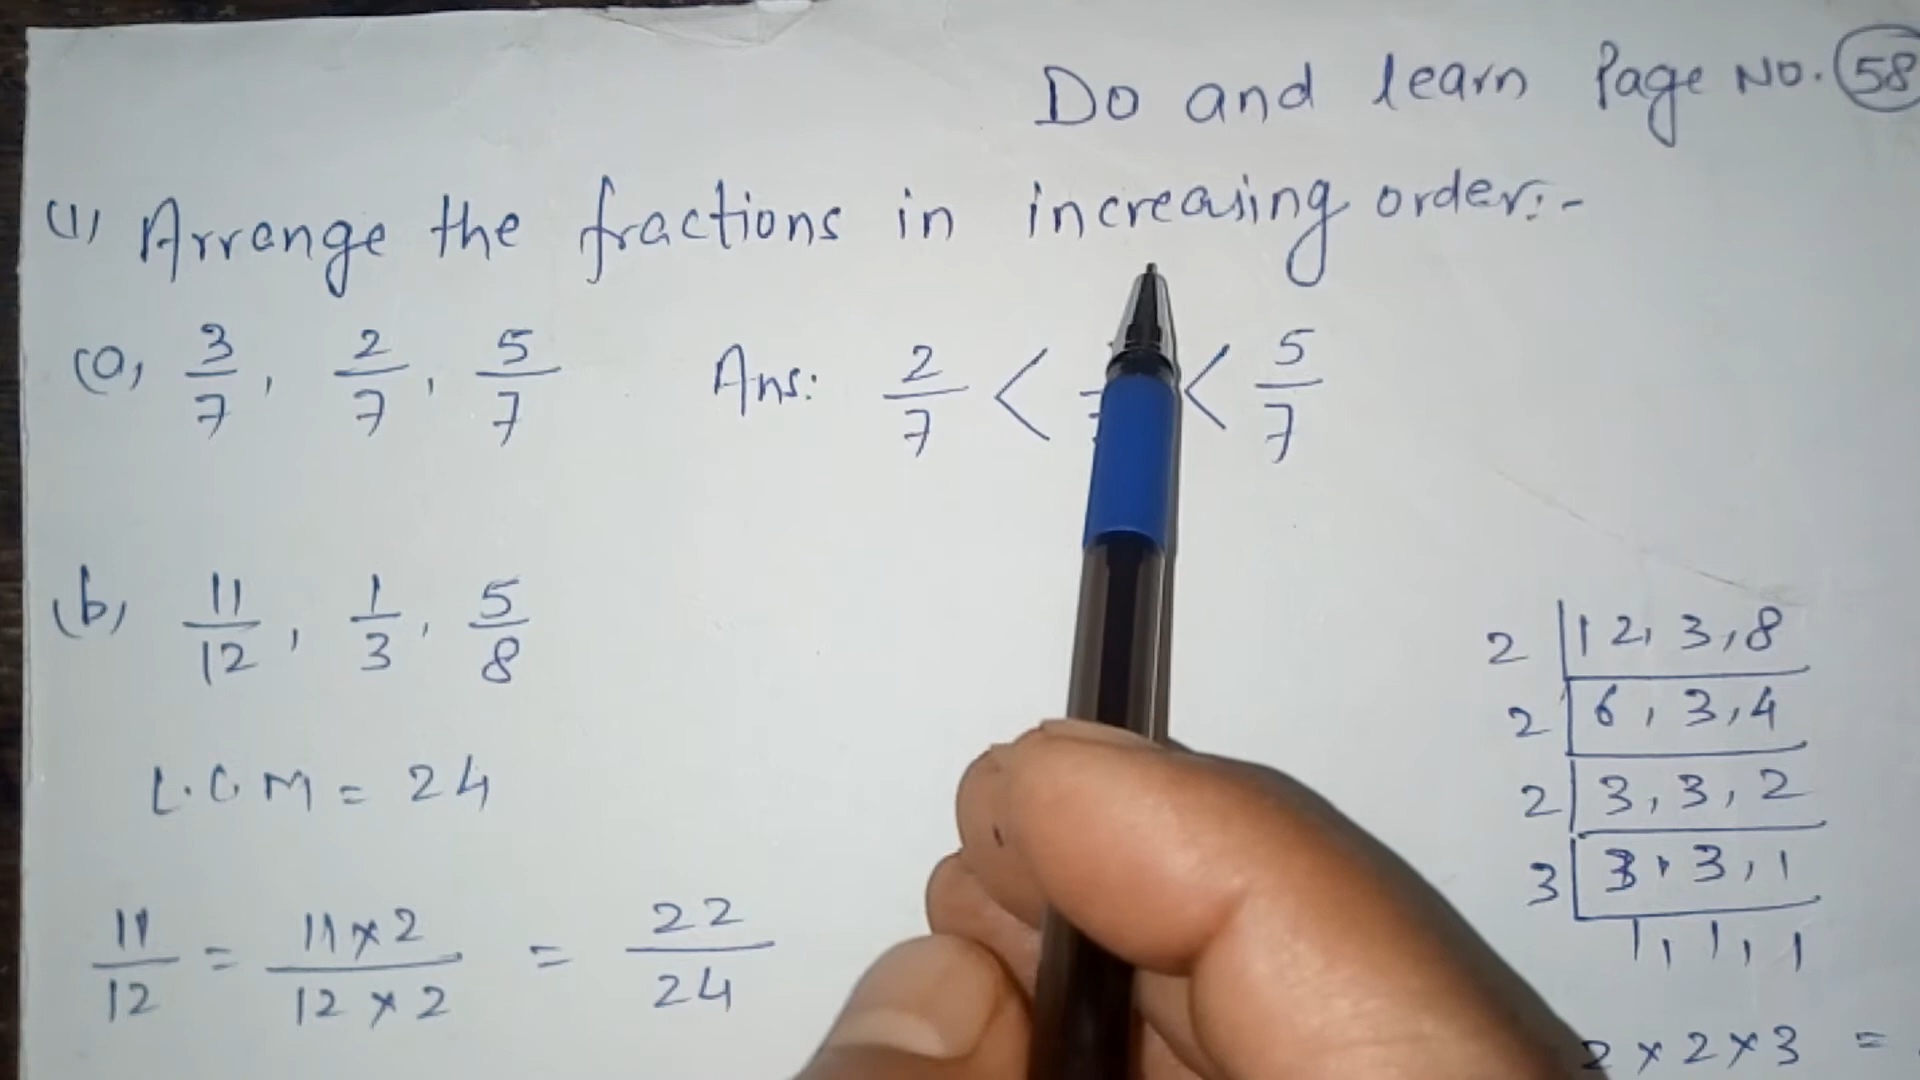 Do and learn Page No. 58
(1) Arrange the fractions in increasing order:-
(a) 3/7, 2/7, 5/7 Ans: 2/7 < < 5/7
(b) 11/12, 1/3, 5/8
L.C.M = 24
11/12 = 11×2/12×2 = 22/24
2 | 12, 3, 8
2 | 6, 3, 4
2 | 3, 3, 2
3 | 3, 3, 1
1, 1, 1
2 × 2 × 3 =